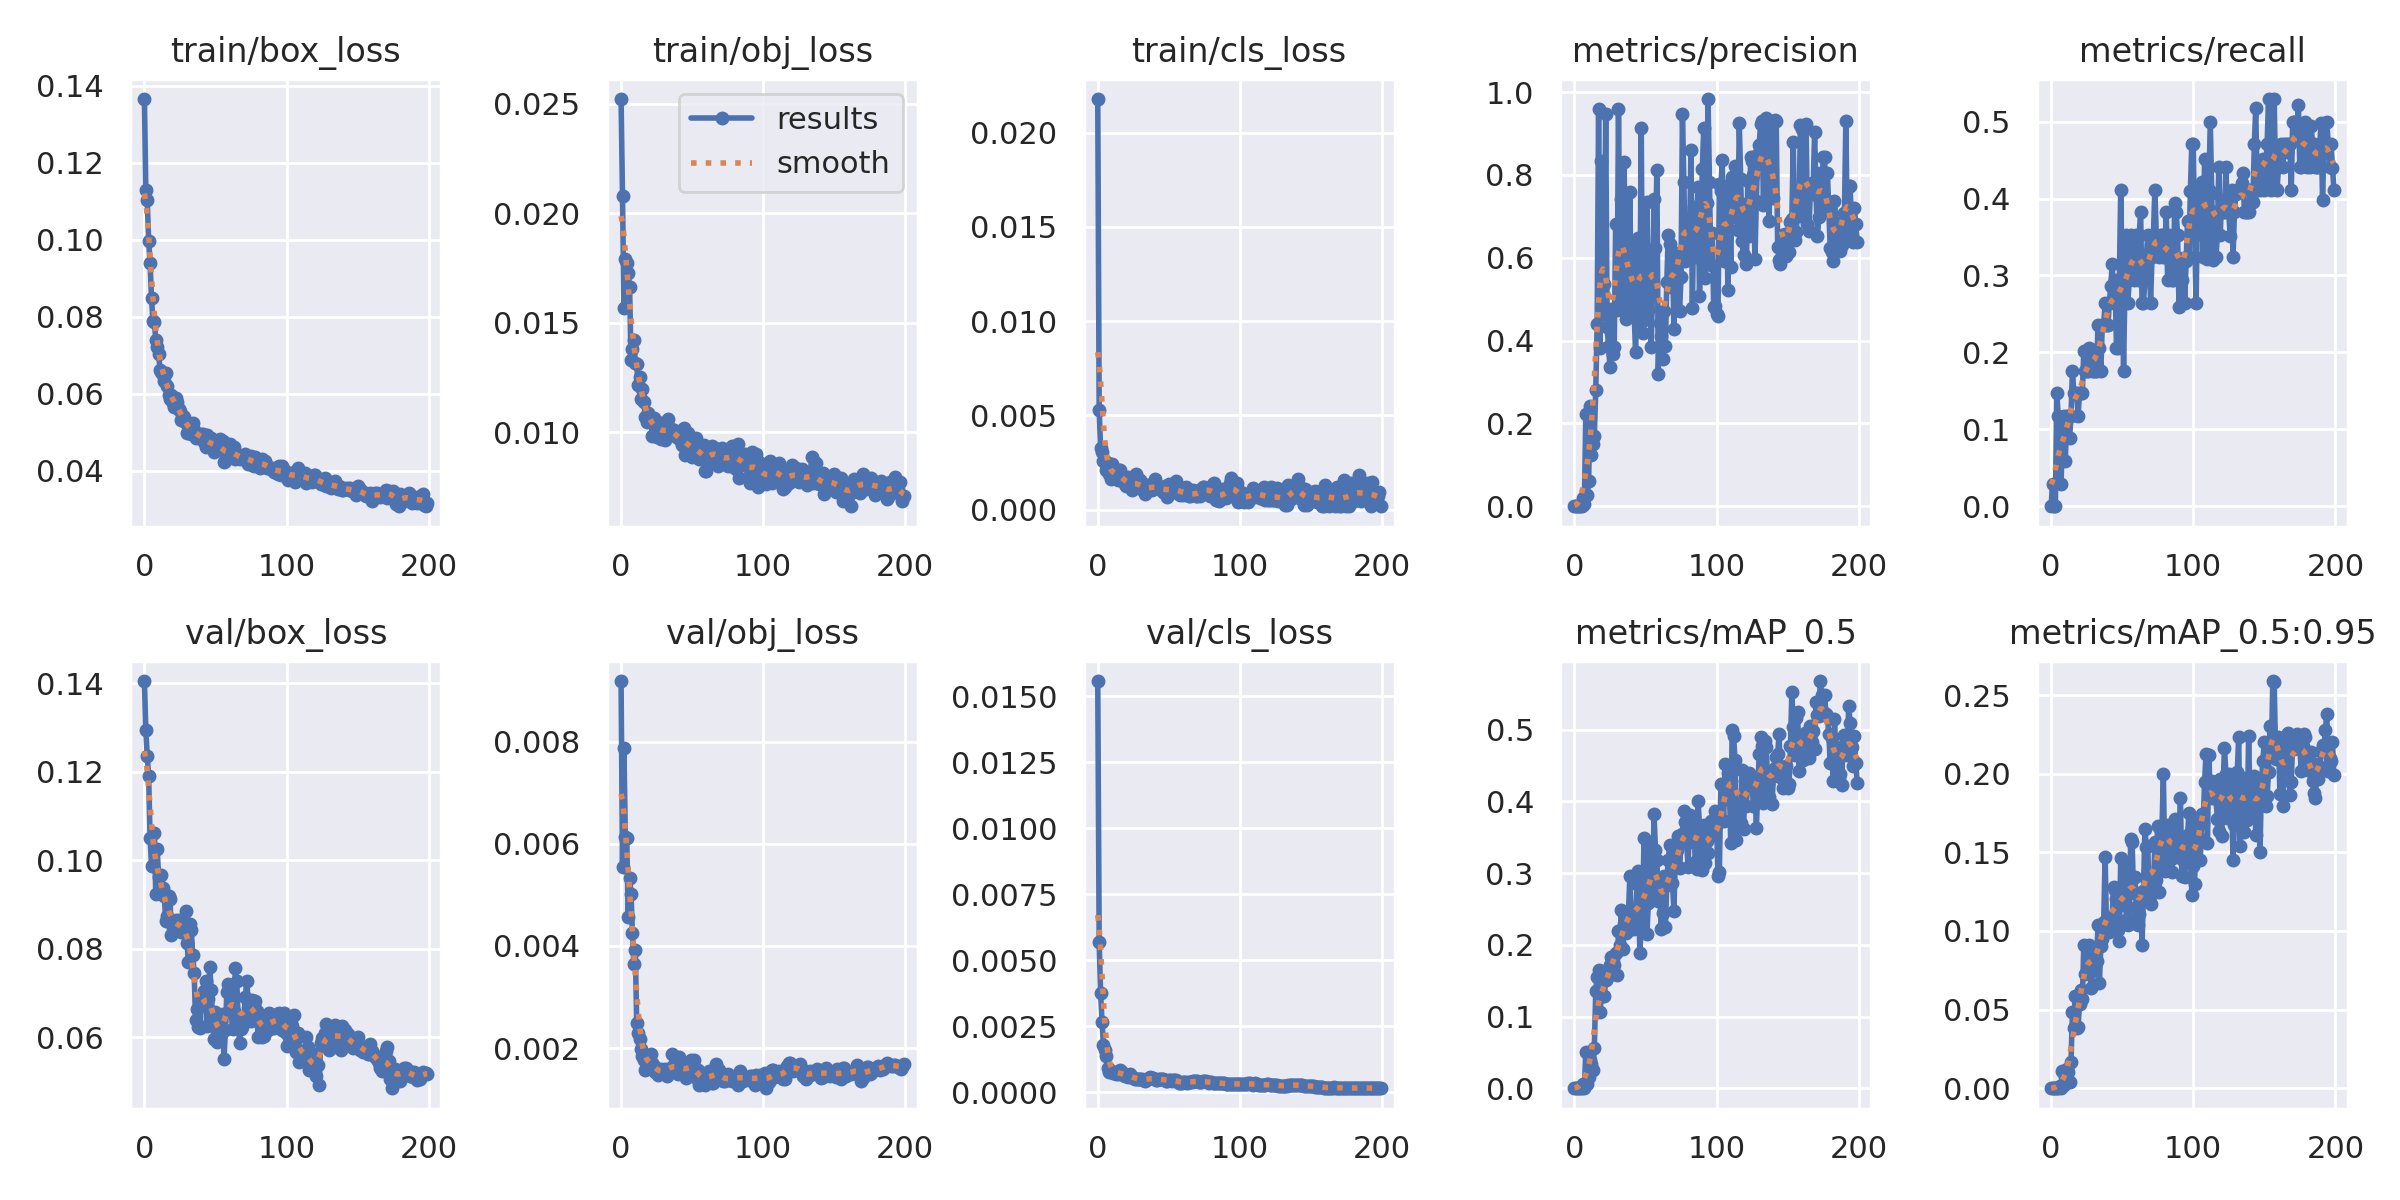 train/box_loss
train/obj_loss
train/cls_loss
metrics/precision
metrics/recall
0.14
0.12
0.10
0.08
0.06
0.04
0 100 200
0.025
0.020
0.015
0.010
results
smooth
0 100 200
0.020
0.015
0.010
0.005
0.000
0 100 200
1.0
0.8
0.6
0.4
0.2
0.0
0 100 200
0.5
0.4
0.3
0.2
0.1
0.0
0 100 200
val/box_loss
val/obj_loss
val/cls_loss
metrics/mAP_0.5
metrics/mAP_0.5:0.95
0.14
0.12
0.10
0.08
0.06
0 100 200
0.008
0.006
0.004
0.002
0 100 200
0.0150
0.0125
0.0100
0.0075
0.0050
0.0025
0.0000
0 100 200
0.5
0.4
0.3
0.2
0.1
0.0
0 100 200
0.25
0.20
0.15
0.10
0.05
0.00
0 100 200